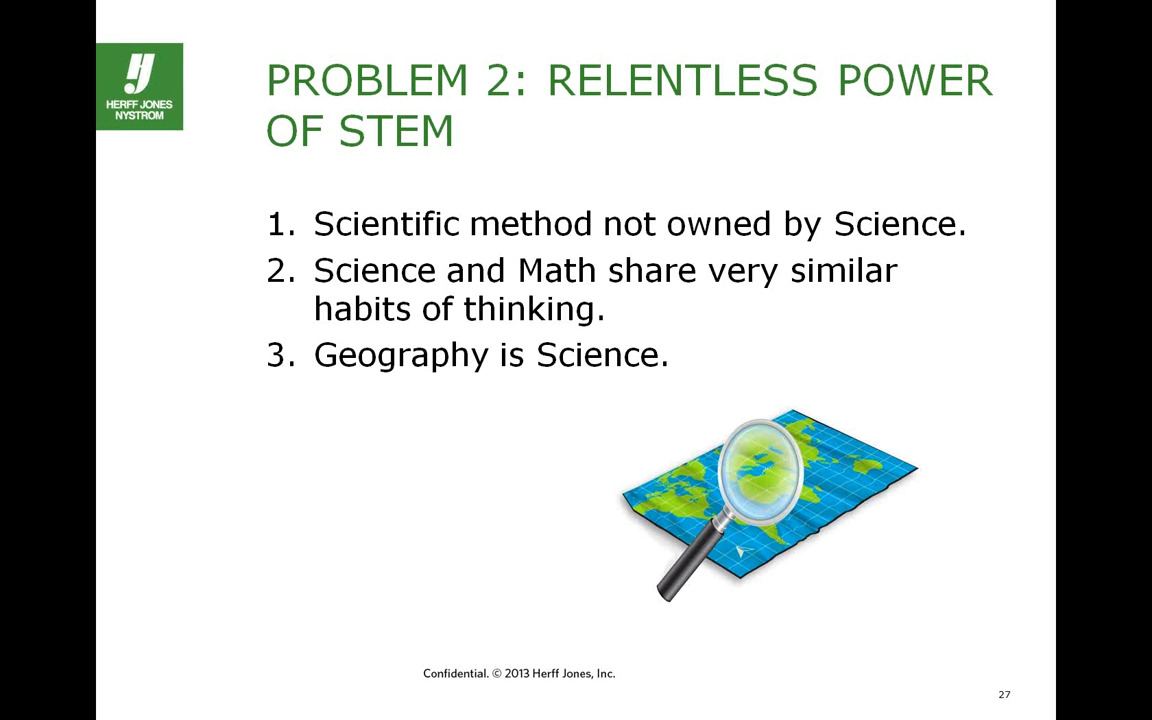 HERFF JONES
NYSTROM
PROBLEM 2: RELENTLESS POWER
OF STEM
1. Scientific method not owned by Science.
2. Science and Math share very similar
habits of thinking.
3. Geography is Science.
Confidential. © 2013 Herff Jones, Inc.
27